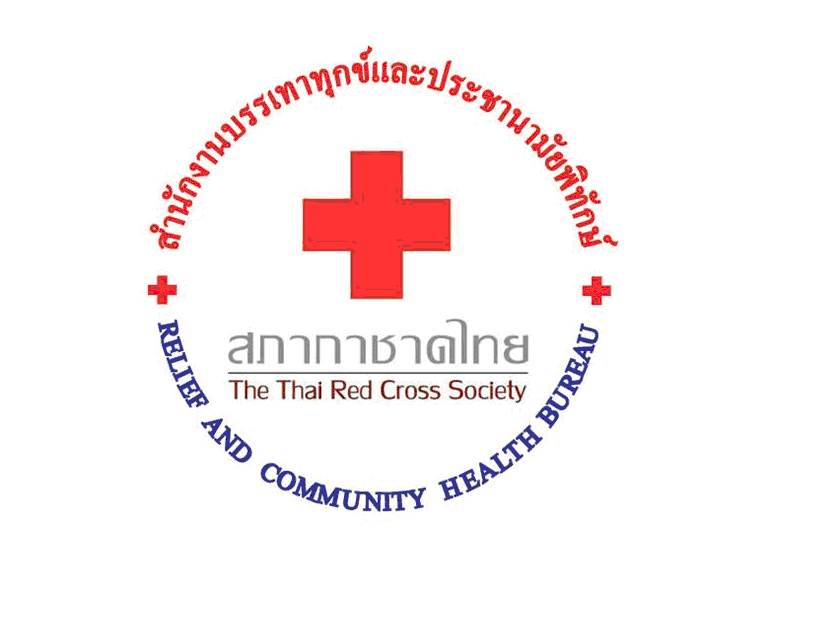 สำนักงานบรรเทาทุกข์และประชานามัยพิทักษ์
สภากาชาดไทย
The Thai Red Cross Society
RELIEF AND COMMUNITY HEALTH BUREAU